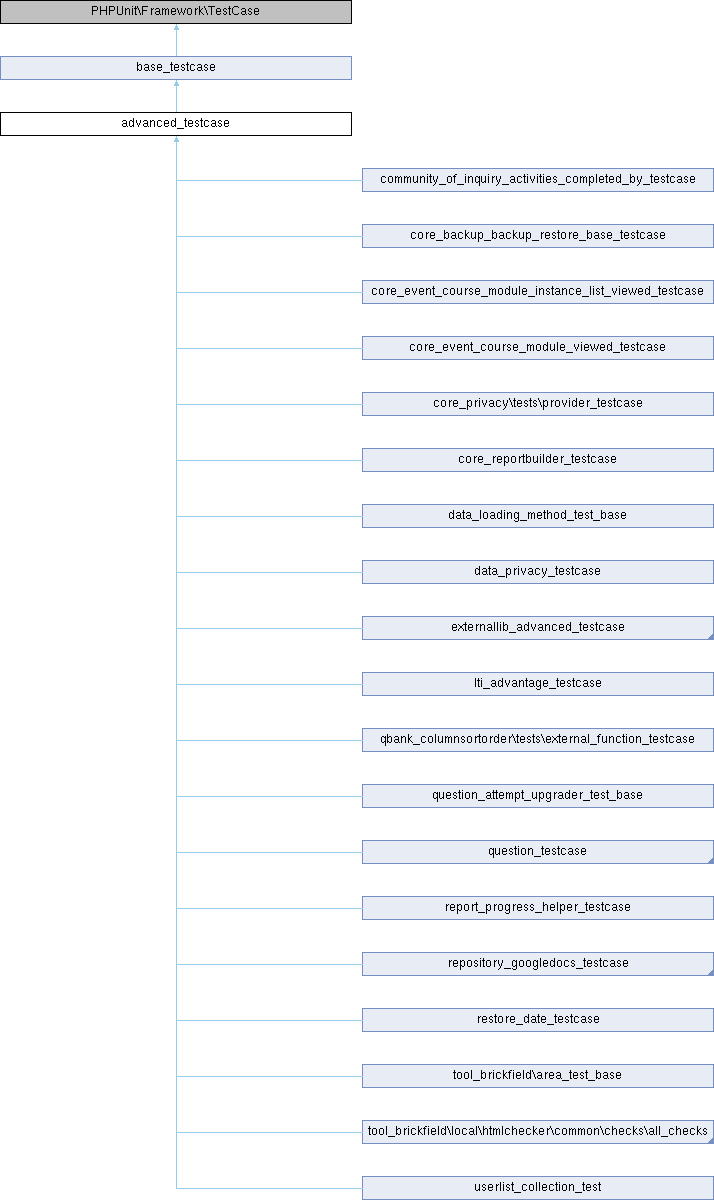 PHPUnit\Framework\TestCase
base_testcase
advanced_testcase
community_of_inquiry_activities_completed_by_testcase
core_backup_backup_restore_base_testcase
core_event_course_module_instance_list_viewed_testcase
core_event_course_module_viewed_testcase
core_privacy\tests\provider_testcase
core_reportbuilder_testcase
data_loading_method_test_base
data_privacy_testcase
externallib_advanced_testcase
lti_advantage_testcase
qbank_columnsortorder\tests\external_function_testcase
question_attempt_upgrader_test_base
question_testcase
report_progress_helper_testcase
repository_googledocs_testcase
restore_date_testcase
tool_brickfield\area_test_base
tool_brickfield\local\htmlchecker\common\checks\all_checks
userlist_collection_test